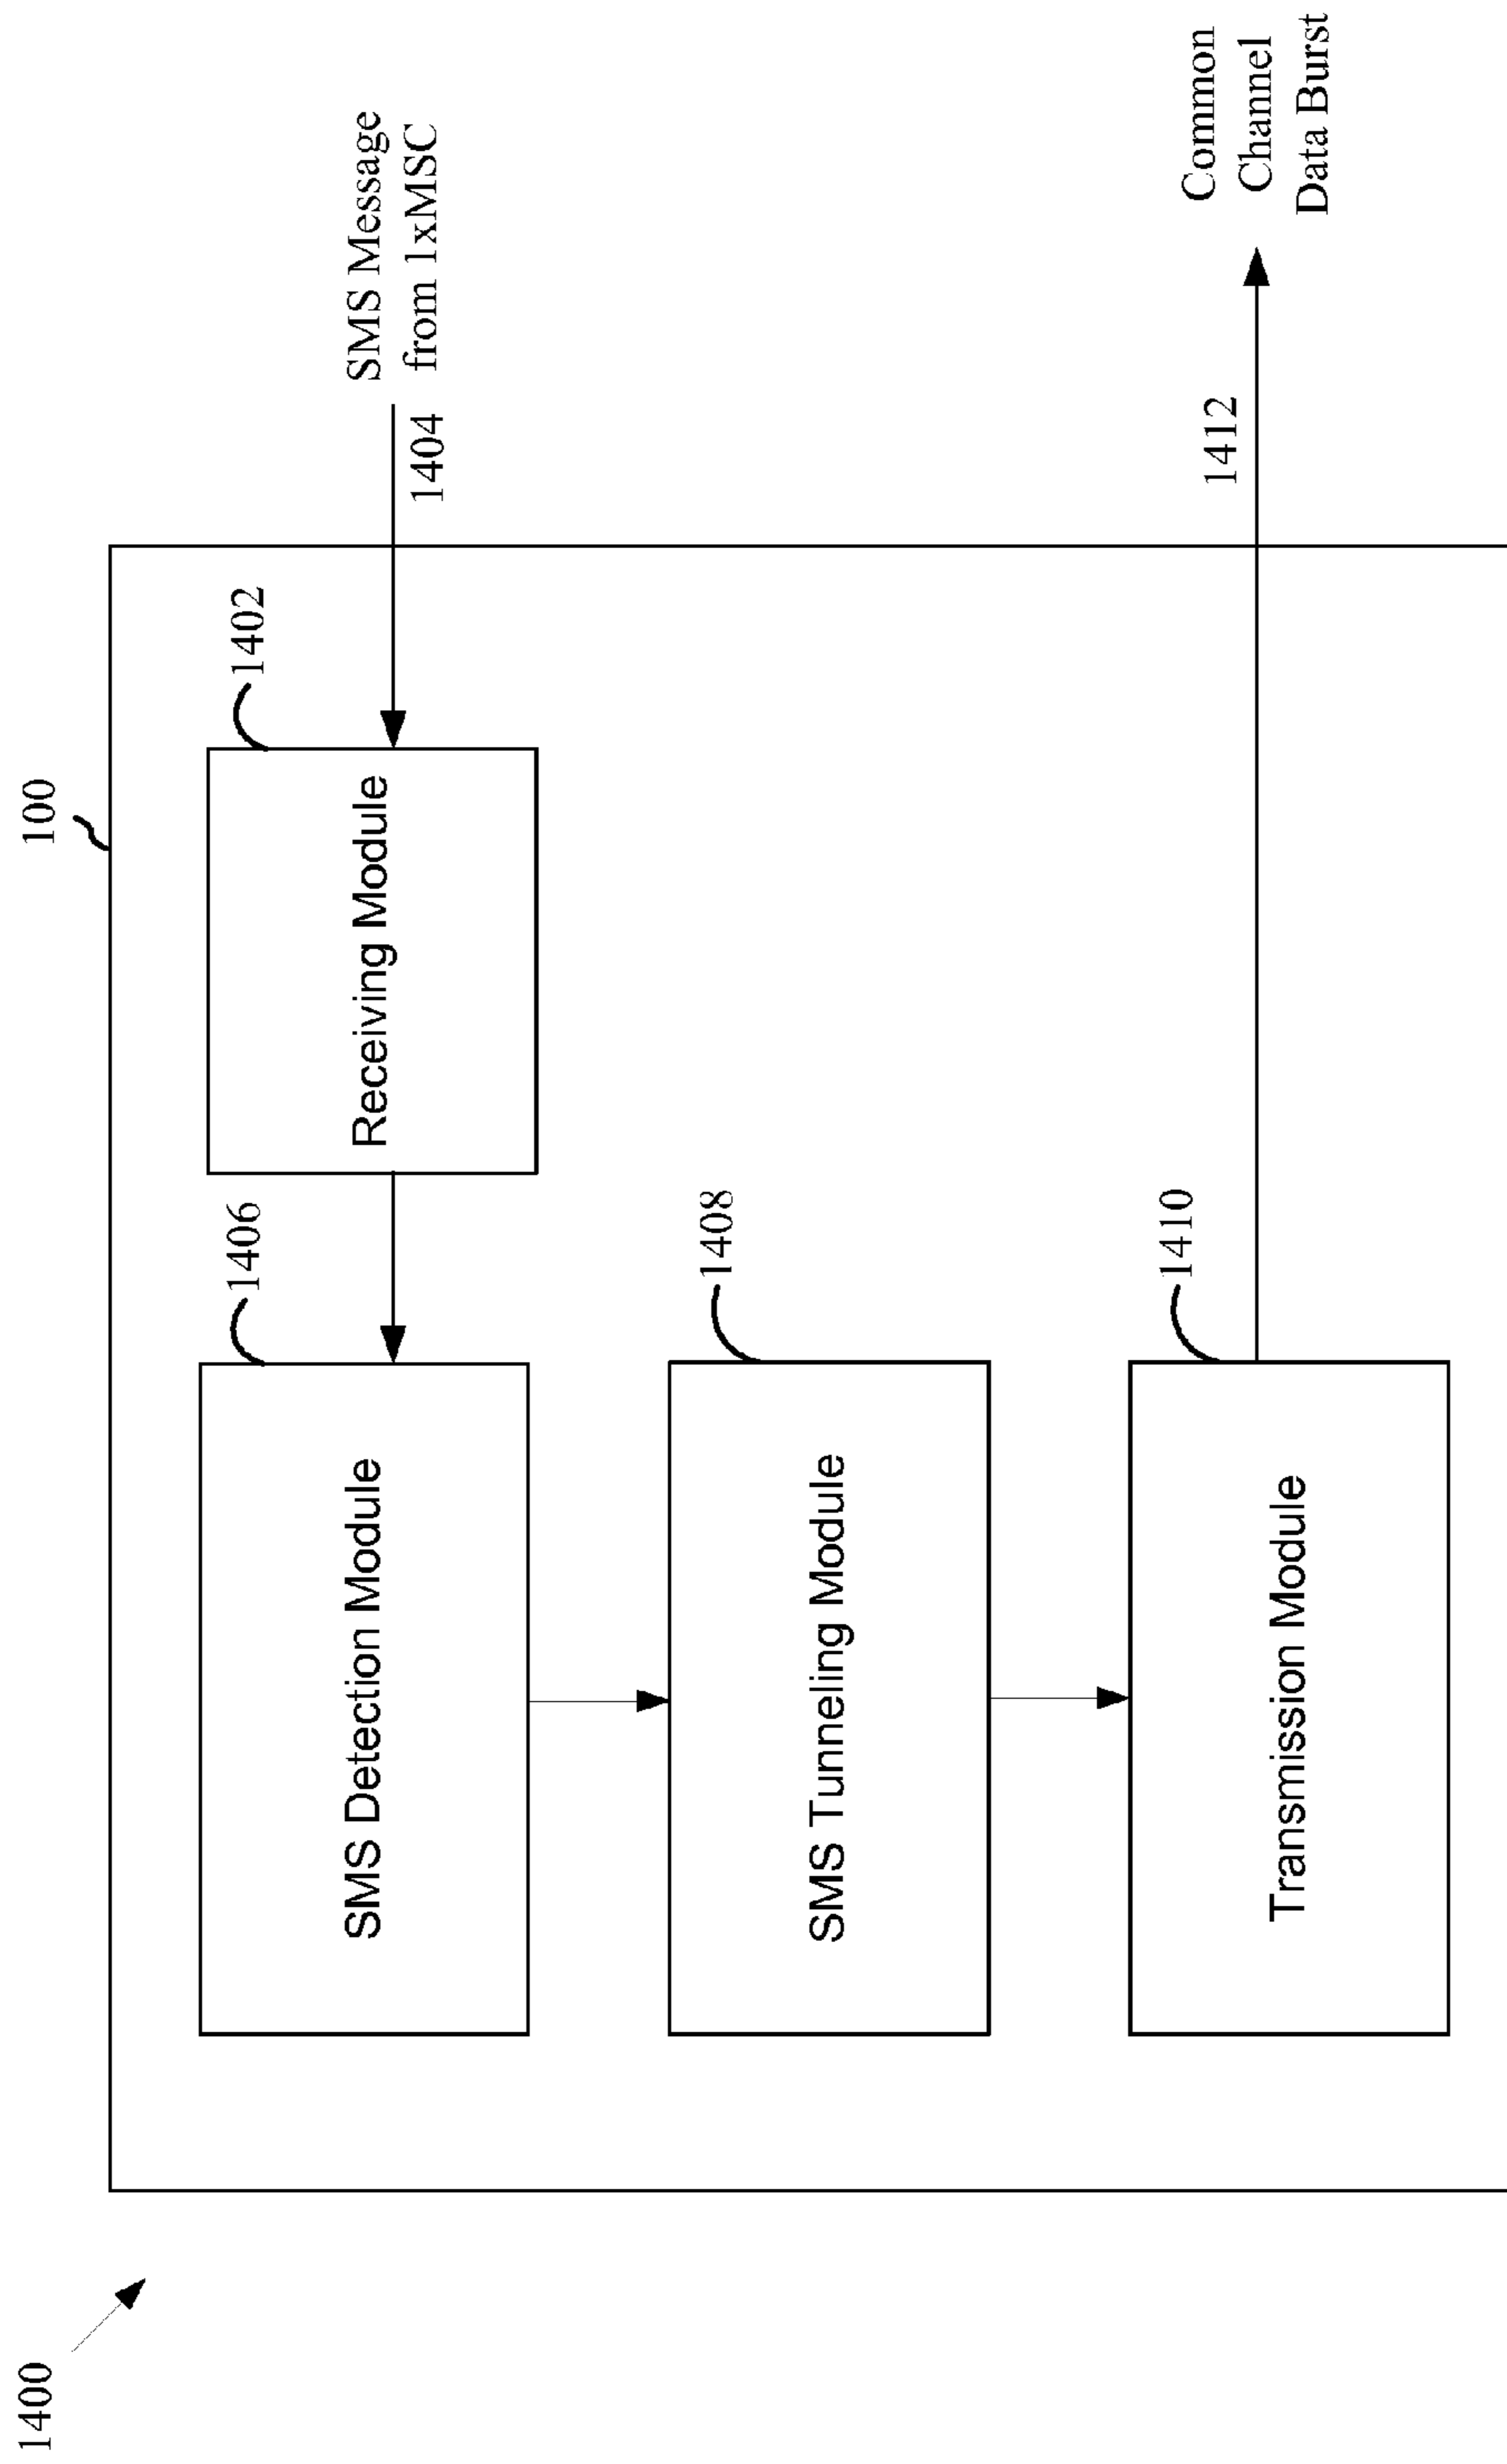 1400
100
1406
SMS Detection Module
1402
Receiving Module
SMS Message
from 1xMSC
1404
1408
SMS Tunneling Module
1410
Transmission Module
1412
Common
Channel
Data Burst